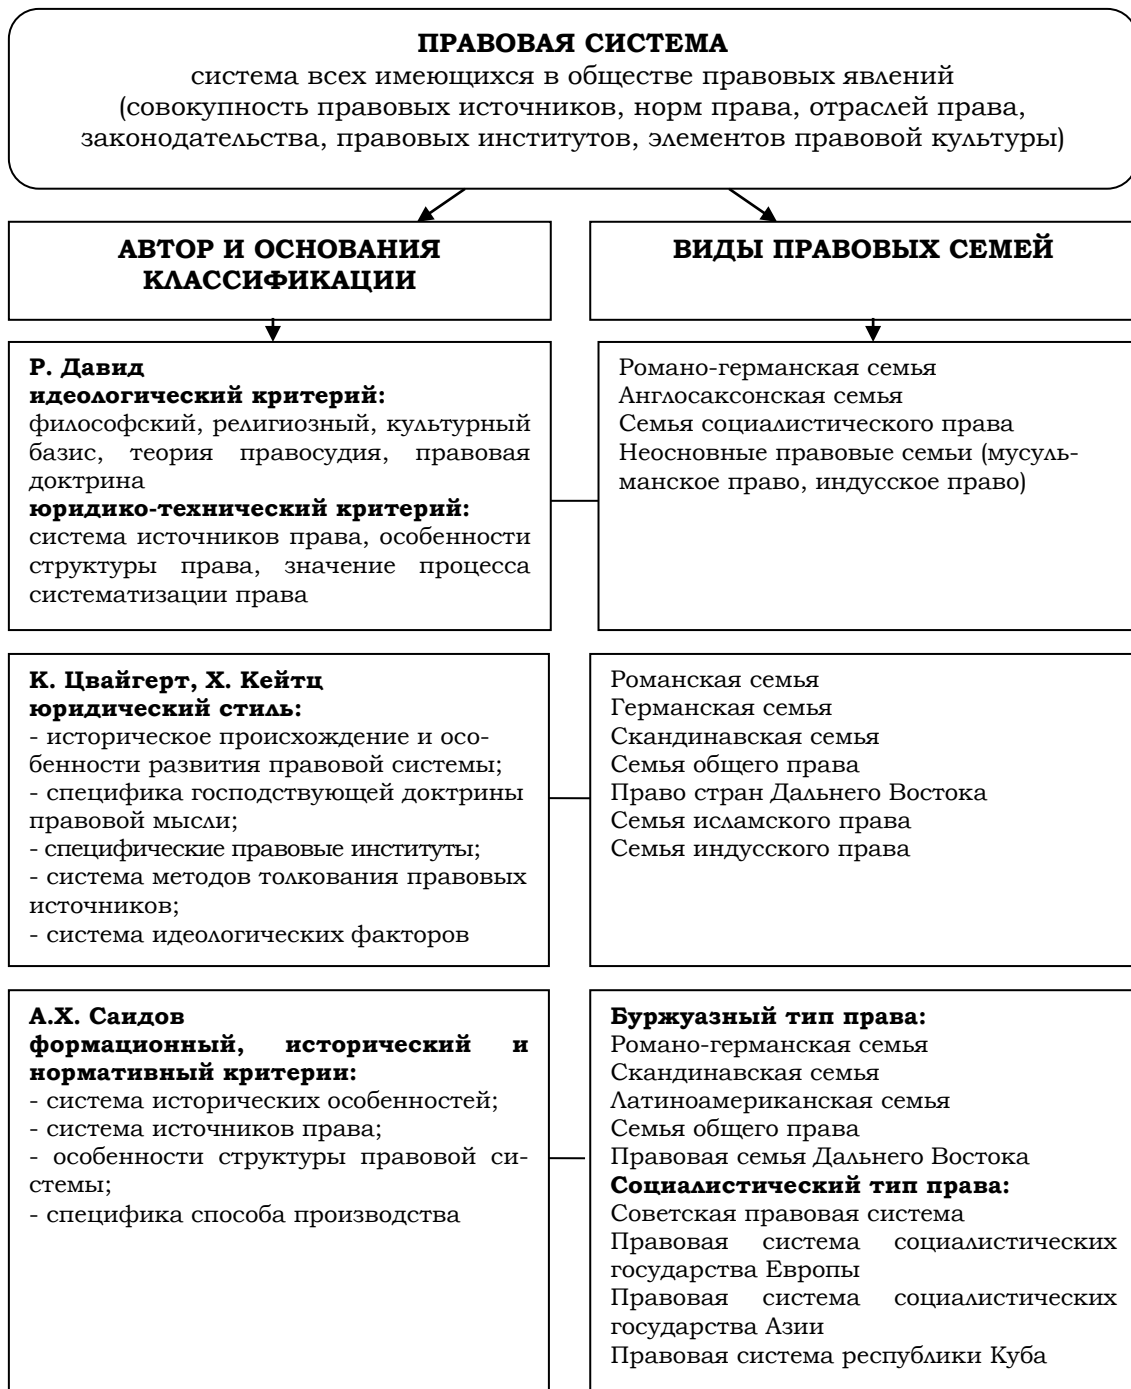 ПРАВОВАЯ СИСТЕМА
система всех имеющихся в обществе правовых явлений
(совокупность правовых источников, норм права, отраслей права,
законодательства, правовых институтов, элементов правовой культуры)
АВТОР И ОСНОВАНИЯ
КЛАССИФИКАЦИИ
ВИДЫ ПРАВОВЫХ СЕМЕЙ
Р. Давид
идеологический критерий:
философский, религиозный, культурный
базис, теория правосудия, правовая
доктрина
юридико-технический критерий:
система источников права, особенности
структуры права, значение процесса
систематизации права
Романо-германская семья
Англосаксонская семья
Семья социалистического права
Неосновные правовые семьи (мусуль-
манское право, индусское право)
К. Цвайгерт, Х. Кейтц
юридический стиль:
- историческое происхождение и осо-
бенности развития правовой системы;
- специфика господствующей доктрины
правовой мысли;
- специфические правовые институты;
- система методов толкования правовых
источников;
- система идеологических факторов
Романская семья
Германская семья
Скандинавская семья
Семья общего права
Право стран Дальнего Востока
Семья исламского права
Семья индусского права
А.Х. Саидов
формационный, исторический и
нормативный критерии:
- система исторических особенностей;
- система источников права;
- особенности структуры правовой си-
стемы;
- специфика способа производства
Буржуазный тип права:
Романо-германская семья
Скандинавская семья
Латиноамериканская семья
Семья общего права
Правовая семья Дальнего Востока
Социалистический тип права:
Советская правовая система
Правовая система социалистических
государства Европы
Правовая система социалистических
государства Азии
Правовая система республики Куба